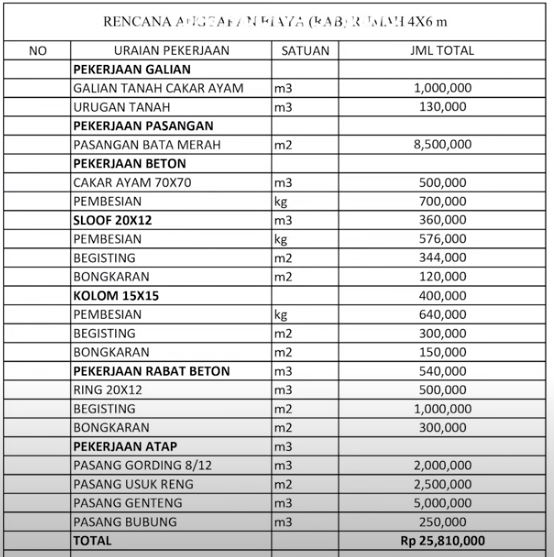 RENCANA ANGGARAN BIAYA (RAB) RUMAH 4X6 m
NO URAIAN PEKERJAAN SATUAN JML TOTAL
PEKERJAAN GALIAN
GALIAN TANAH CAKAR AYAM m3 1,000,000
URUGAN TANAH m3 130,000
PEKERJAAN PASANGAN
PASANGAN BATA MERAH m2 8,500,000
PEKERJAAN BETON
CAKAR AYAM 70X70 m3 500,000
PEMBESIAN kg 700,000
SLOOF 20X12 m3 360,000
PEMBESIAN kg 576,000
BEGISTING m2 344,000
BONGKARAN m2 120,000
KOLOM 15X15 400,000
PEMBESIAN kg 640,000
BEGISTING m2 300,000
BONGKARAN m2 150,000
PEKERJAAN RABAT BETON m3 540,000
RING 20X12 m3 500,000
BEGISTING m2 1,000,000
BONGKARAN m2 300,000
PEKERJAAN ATAP m3
PASANG GORDING 8/12 m3 2,000,000
PASANG USUK RENG m2 2,500,000
PASANG GENTENG m3 5,000,000
PASANG BUBUNG m3 250,000
TOTAL Rp 25,810,000